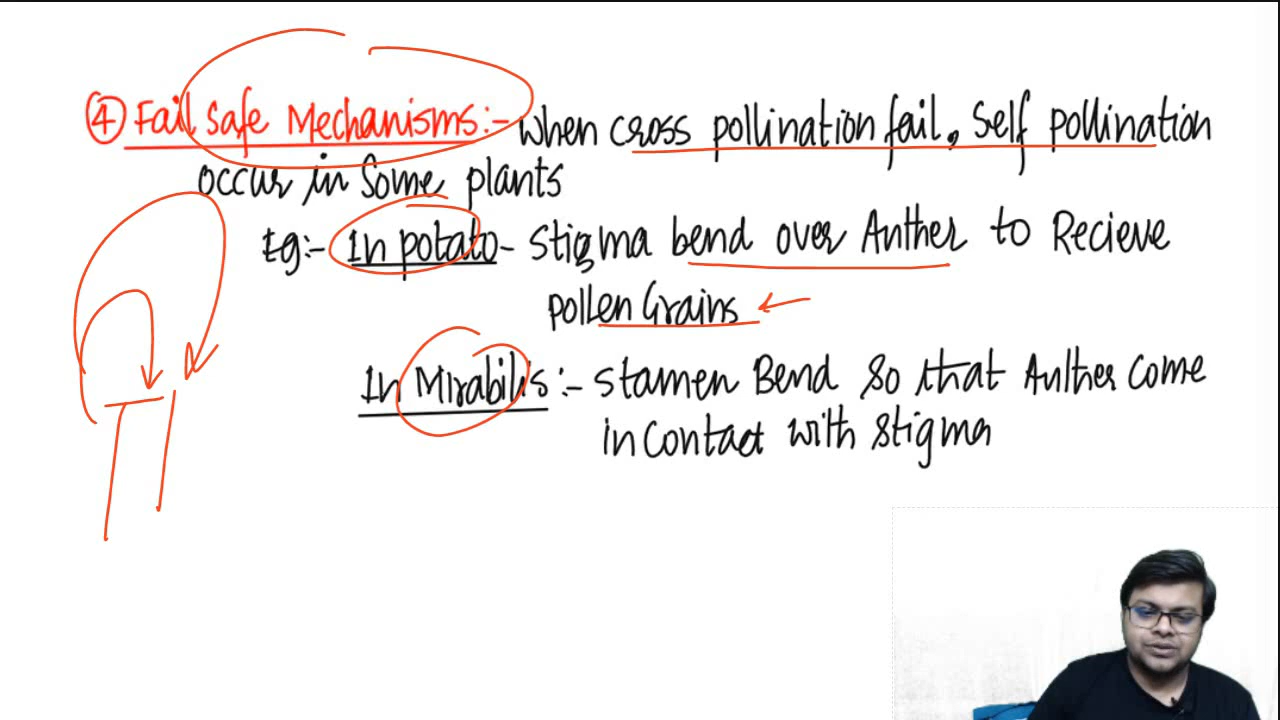 ④ Fail Safe Mechanisms:- When cross pollination fail, Self pollination
occur in Some plants
Eg:- In potato- Stigma bend over Anther to Recieve
pollen Grains
In Mirabilis:- Stamen Bend So that Anther Come
in Contact with Stigma